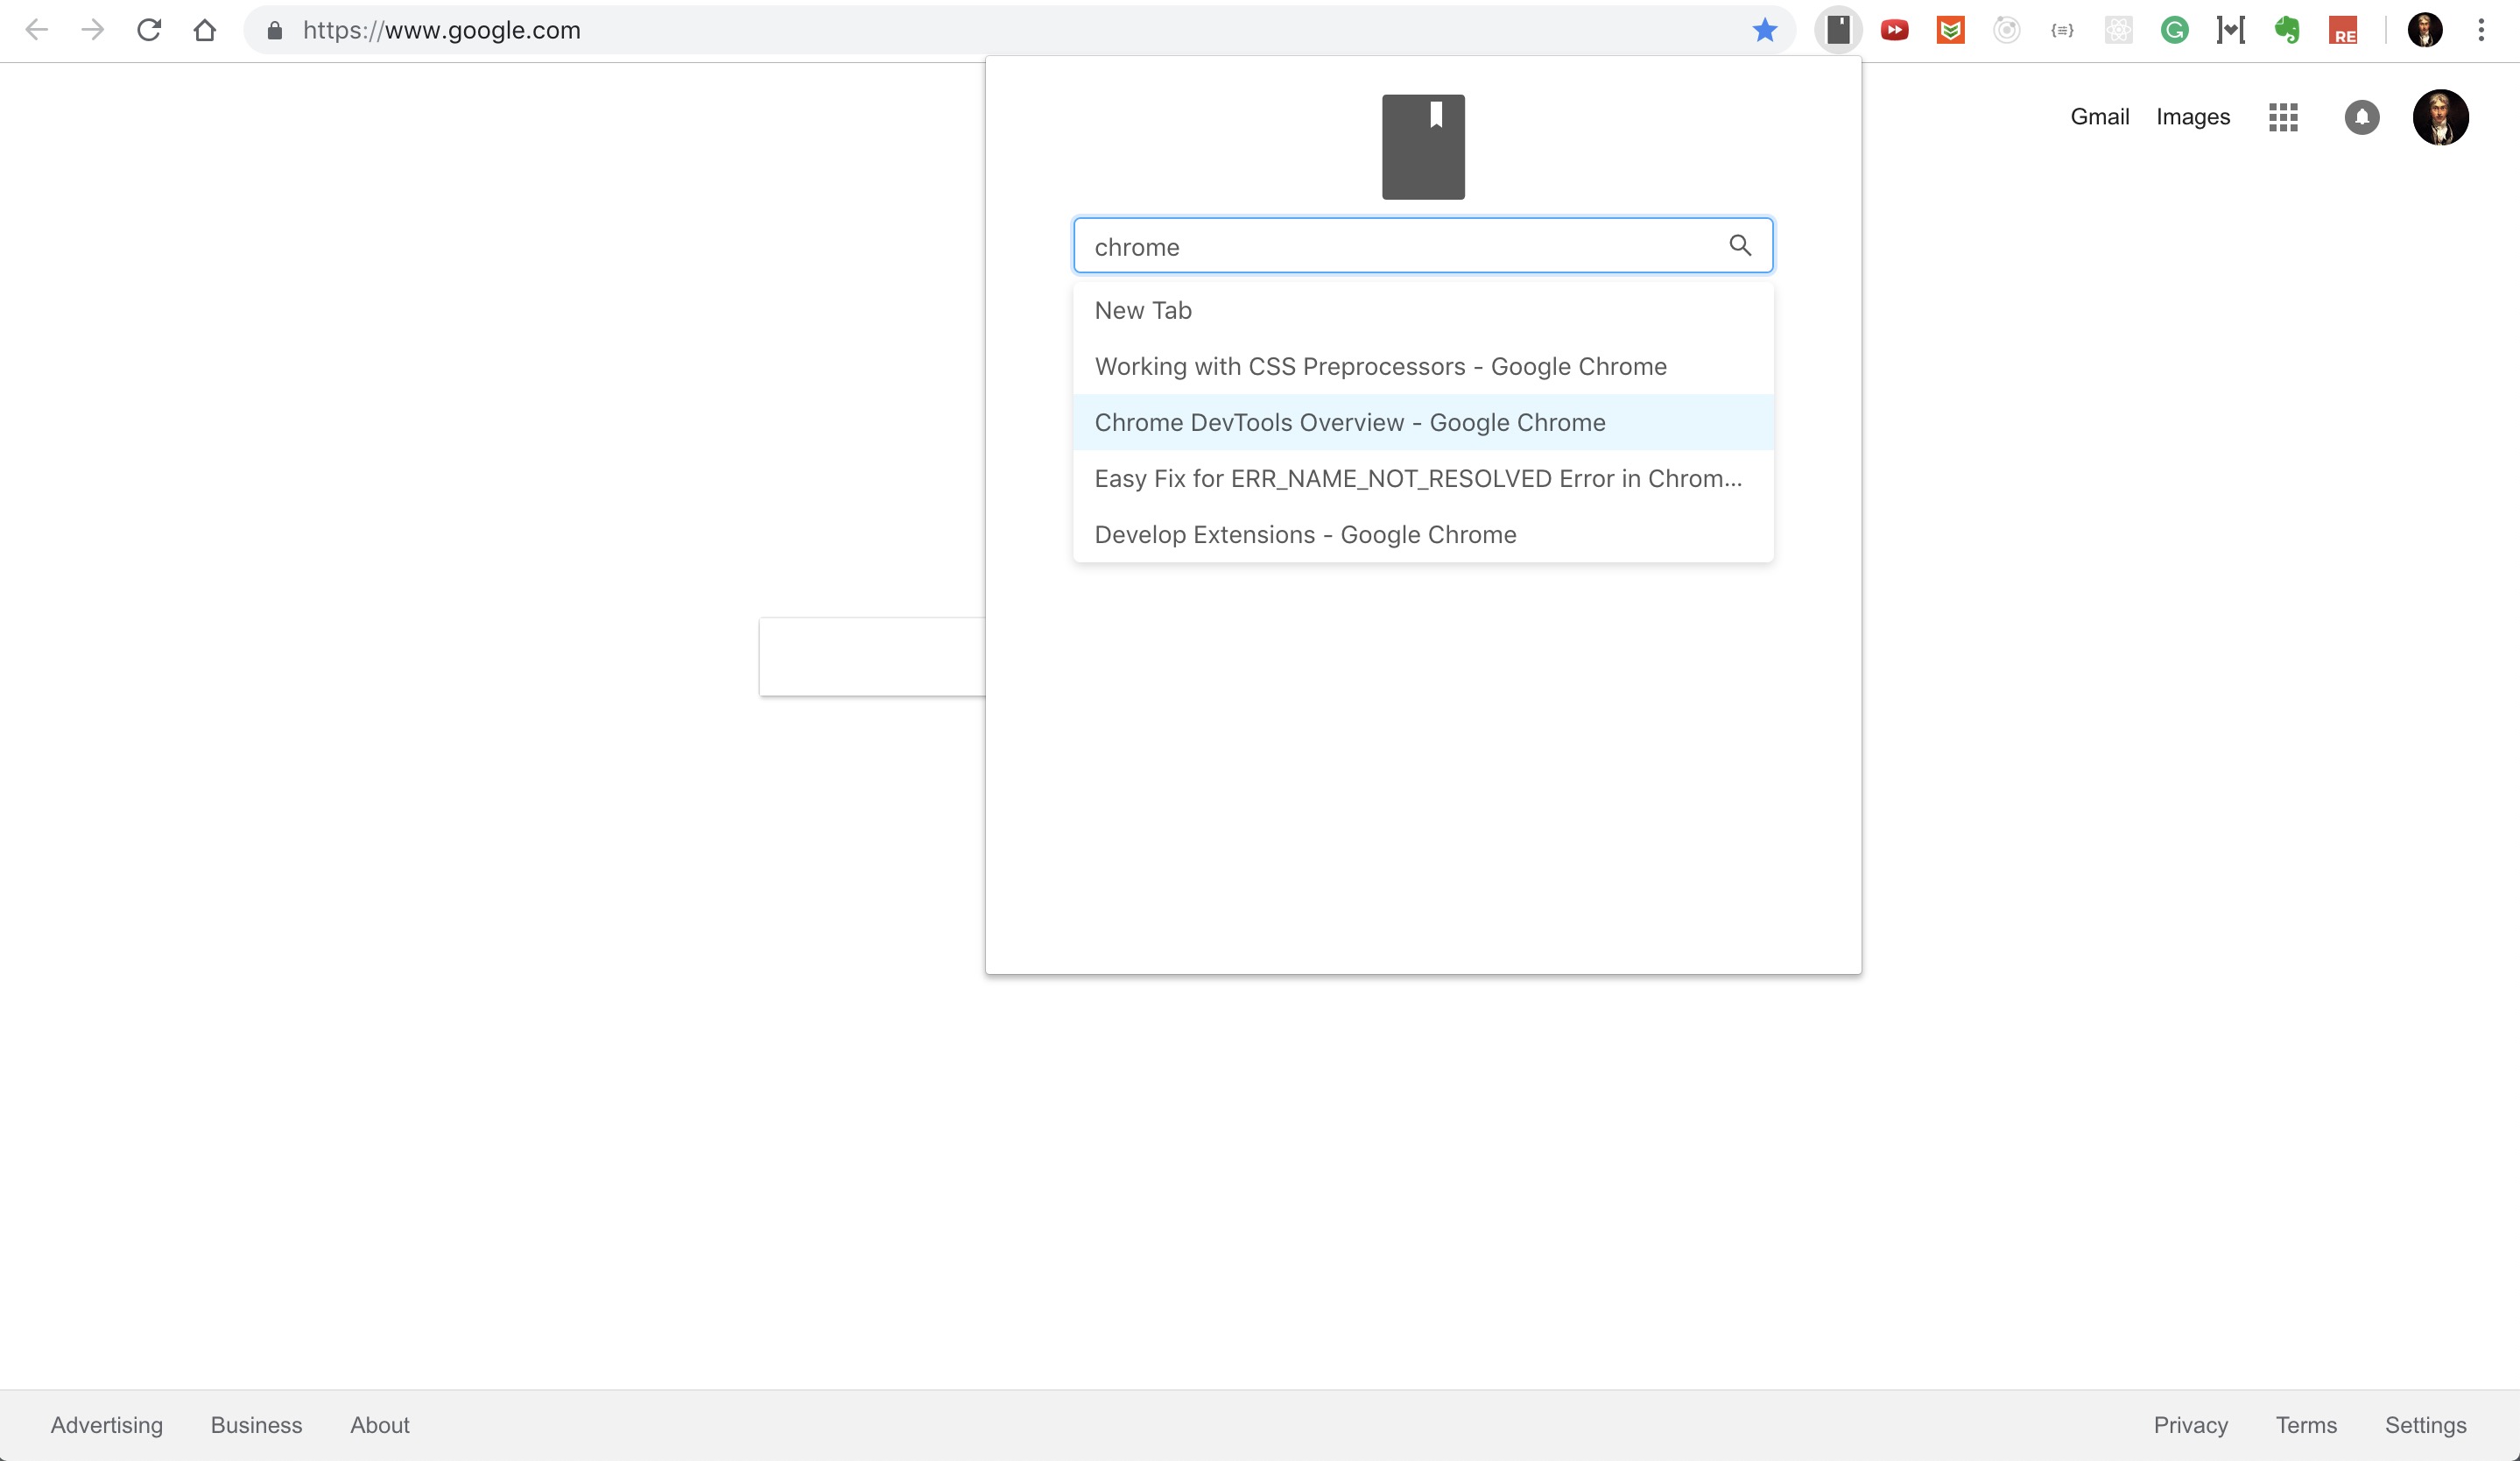 https://www.google.com
RE
Gmail Images
chrome
New Tab
Working with CSS Preprocessors - Google Chrome
Chrome DevTools Overview - Google Chrome
Easy Fix for ERR_NAME_NOT_RESOLVED Error in Chrom...
Develop Extensions - Google Chrome
Advertising Business About Privacy Terms Settings